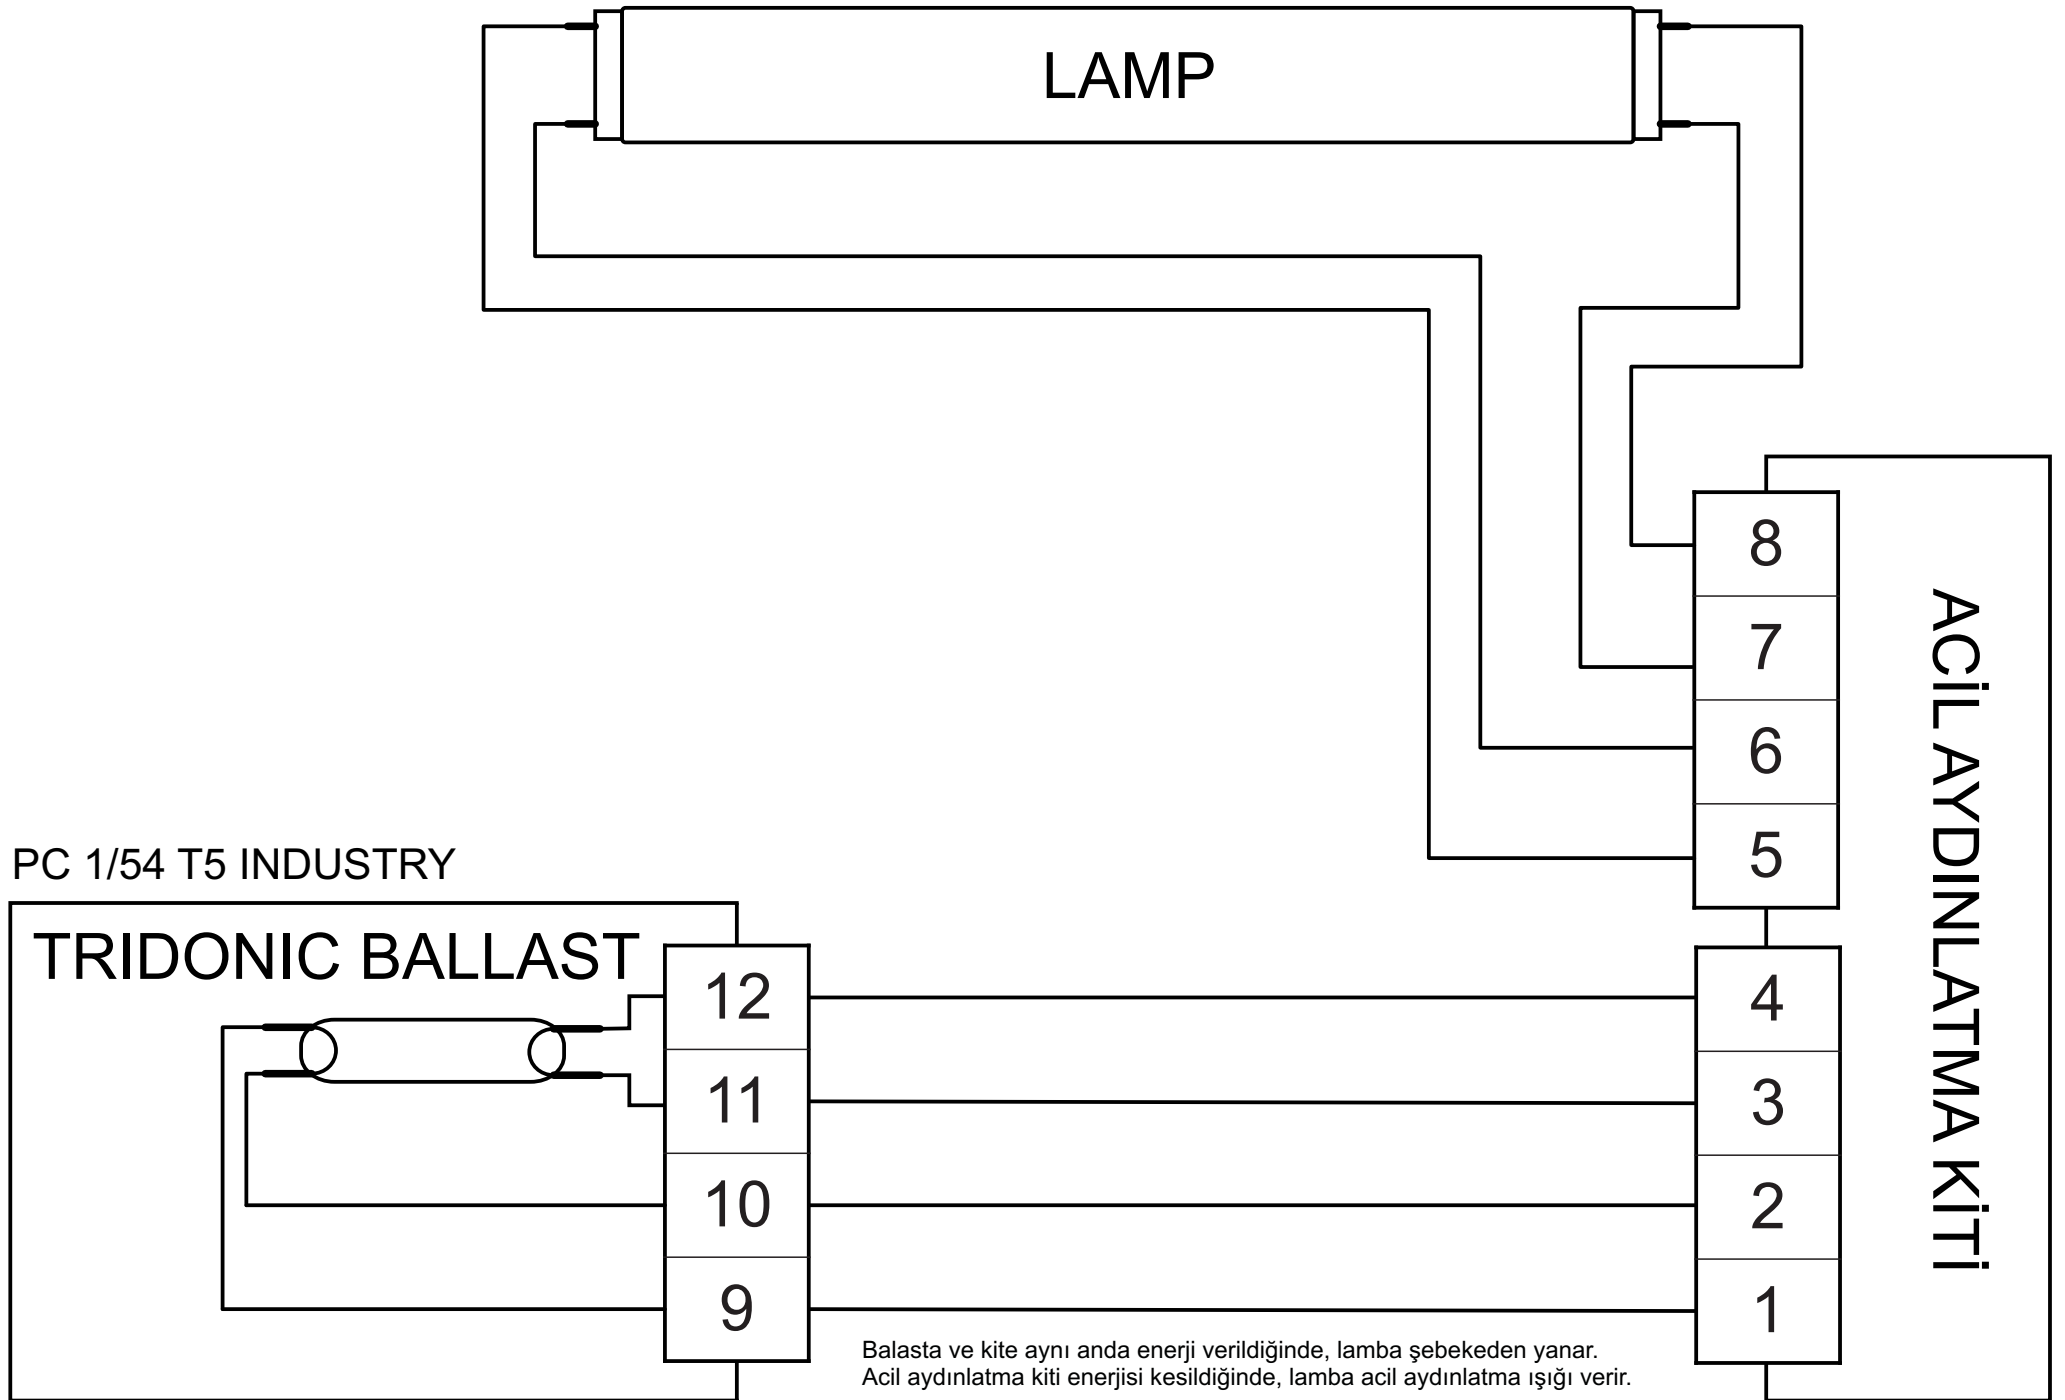 LAMP
8
7
6
5
ACİL AYDINLATMA KİTİ
PC 1/54 T5 INDUSTRY
TRIDONIC BALLAST
12
11
10
9
4
3
2
1
Balasta ve kite aynı anda enerji verildiğinde, lamba şebekeden yanar.
Acil aydınlatma kiti enerjisi kesildiğinde, lamba acil aydınlatma ışığı verir.